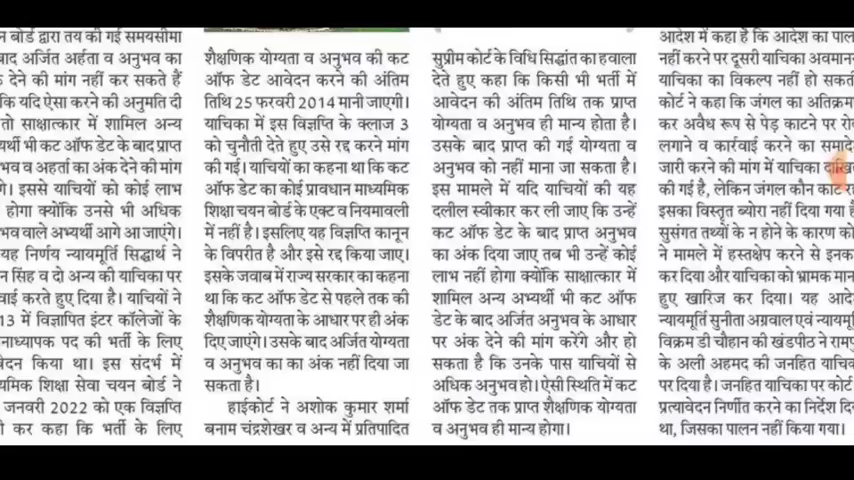 न बोर्ड द्वारा तय की गई समयसीमा
बाद अर्जित अर्हता व अनुभव का
देने की मांग नहीं कर सकते हैं
कि यदि ऐसा करने की अनुमति दी
तो साक्षात्कार में शामिल अन्य
यर्थी भी कट ऑफ डेट के बाद प्राप्त
भव व अहर्ता का अंक देने की मांग
गे। इससे याचियों को कोई लाभ
होगा क्योंकि उनसे भी अधिक
भव वाले अभ्यर्थी आगे आ जाएंगे।
यह निर्णय न्यायमूर्ति सिद्धार्थ ने
न सिंह व दो अन्य की याचिका पर
वाई करते हुए दिया है। याचियों ने
13 में विज्ञापित इंटर कॉलेजों के
नाध्यापक पद की भर्ती के लिए
वेदन किया था। इस संदर्भ में
यमिक शिक्षा सेवा चयन बोर्ड ने
जनवरी 2022 को एक विज्ञप्ति
ी कर कहा कि भर्ती के लिए
शैक्षणिक योग्यता व अनुभव की कट
ऑफ डेट आवेदन करने की अंतिम
तिथि 25 फरवरी 2014 मानी जाएगी।
याचिका में इस विज्ञप्ति के क्लाज 3
को चुनौती देते हुए उसे रद्द करने मांग
की गई। याचियों का कहना था कि कट
ऑफ डेट का कोई प्रावधान माध्यमिक
शिक्षा चयन बोर्ड के एक्ट व नियमावली
में नहीं है। इसलिए यह विज्ञप्ति कानून
के विपरीत है और इसे रद्द किया जाए।
इसके जवाब में राज्य सरकार का कहना
था कि कट ऑफ डेट से पहले तक की
शैक्षणिक योग्यता के आधार पर ही अंक
दिए जाएंगे। उसके बाद अर्जित योग्यता
व अनुभव का का अंक नहीं दिया जा
सकता है।
हाईकोर्ट ने अशोक कुमार शर्मा
बनाम चंद्रशेखर व अन्य में प्रतिपादित
सुप्रीम कोर्ट के विधि सिद्धांत का हवाला
देते हुए कहा कि किसी भी भर्ती में
आवेदन की अंतिम तिथि तक प्राप्त
योग्यता व अनुभव ही मान्य होता है।
उसके बाद प्राप्त की गई योग्यता व
अनुभव को नहीं माना जा सकता है।
इस मामले में यदि याचियों की यह
दलील स्वीकार कर ली जाए कि उन्हें
कट ऑफ डेट के बाद प्राप्त अनुभव
का अंक दिया जाए तब भी उन्हें कोई
लाभ नहीं होगा क्योंकि साक्षात्कार में
शामिल अन्य अभ्यर्थी भी कट ऑफ
डेट के बाद अर्जित अनुभव के आधार
पर अंक देने की मांग करेंगे और हो
सकता है कि उनके पास याचियों से
अधिक अनुभव हो। ऐसी स्थिति में कट
ऑफ डेट तक प्राप्त शैक्षणिक योग्यता
व अनुभव ही मान्य होगा।
आदेश में कहा है कि आदेश का पाल
नहीं करने पर दूसरी याचिका अवमान
याचिका का विकल्प नहीं हो सकत
कोर्ट ने कहा कि जंगल का अतिक्रम
कर अवैध रूप से पेड़ काटने पर रो
लगाने व कार्रवाई करने का समादे
जारी करने की मांग में याचिका दाखि
की गई है, लेकिन जंगल कौन काट र
इसका विस्तृत ब्योरा नहीं दिया गया है
सुसंगत तथ्यों के न होने के कारण को
ने मामले में हस्तक्षेप करने से इनक
कर दिया और याचिका को भ्रामक मान
हुए खारिज कर दिया। यह आदे
न्यायमूर्ति सुनीता अग्रवाल एवं न्यायमू
विक्रम डी चौहान की खंडपीठ ने रामपु
के अली अहमद की जनहित याचि
पर दिया है। जनहित याचिका पर कोर्ट
प्रत्यावेदन निर्णीत करने का निर्देश दि
था, जिसका पालन नहीं किया गया।